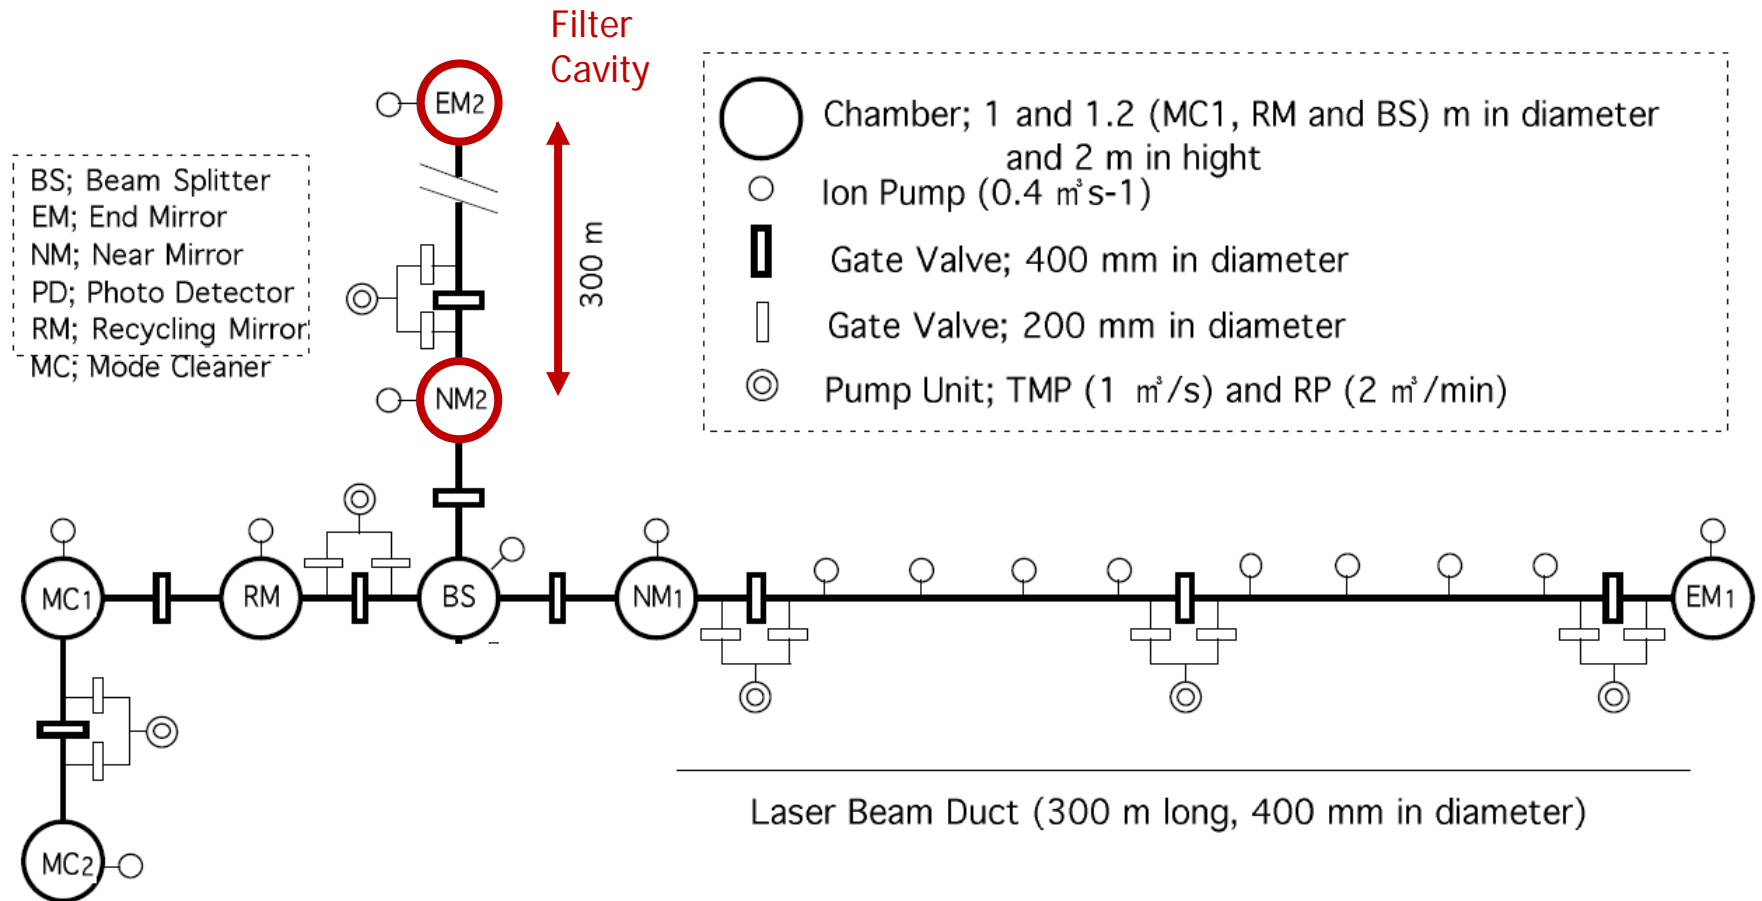 Filter
Cavity
EM2
Chamber; 1 and 1.2 (MC1, RM and BS) m in diameter
and 2 m in hight
BS; Beam Splitter
EM; End Mirror
NM; Near Mirror
PD; Photo Detector
RM; Recycling Mirror
MC; Mode Cleaner
Ion Pump (0.4 ㎥s-1)
Gate Valve; 400 mm in diameter
Gate Valve; 200 mm in diameter
Pump Unit; TMP (1 ㎥/s) and RP (2 ㎥/min)
300 m
NM2
MC1
RM
BS
NM1
EM1
Laser Beam Duct (300 m long, 400 mm in diameter)
MC2